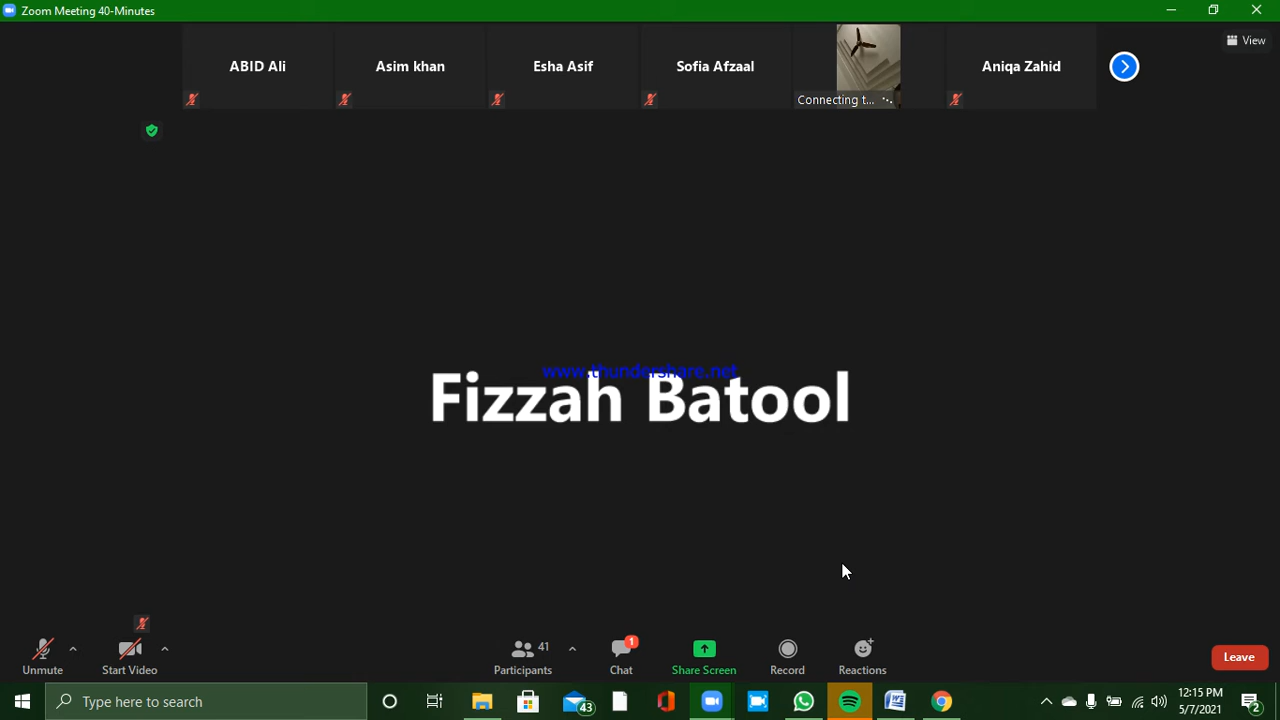 Zoom Meeting 40-Minutes
View
ABID Ali
Asim khan
Esha Asif
Sofia Afzaal
Connecting t...
Aniqa Zahid
www.thundershare.net
Fizzah Batool
Unmute
Start Video
41
Participants
1
Chat
Share Screen
Record
Reactions
Leave
Type here to search
43
12:15 PM
5/7/2021
2